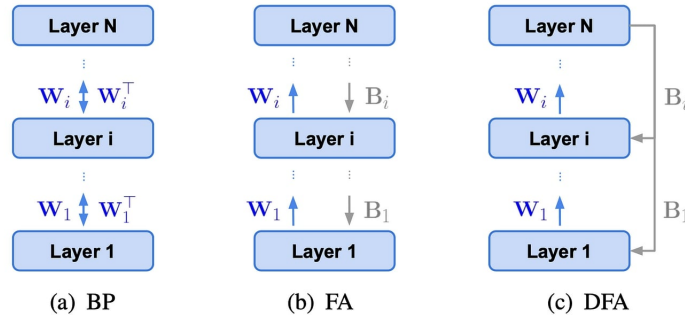 Layer N
⋮
W_i W_i^⊤
Layer i
⋮
W_1 W_1^⊤
Layer 1
(a) BP
Layer N
⋮ ⋮
W_i B_i
Layer i
⋮ ⋮
W_1 B_1
Layer 1
(b) FA
Layer N
⋮
W_i B_i
Layer i
⋮
W_1 B_1
Layer 1
(c) DFA